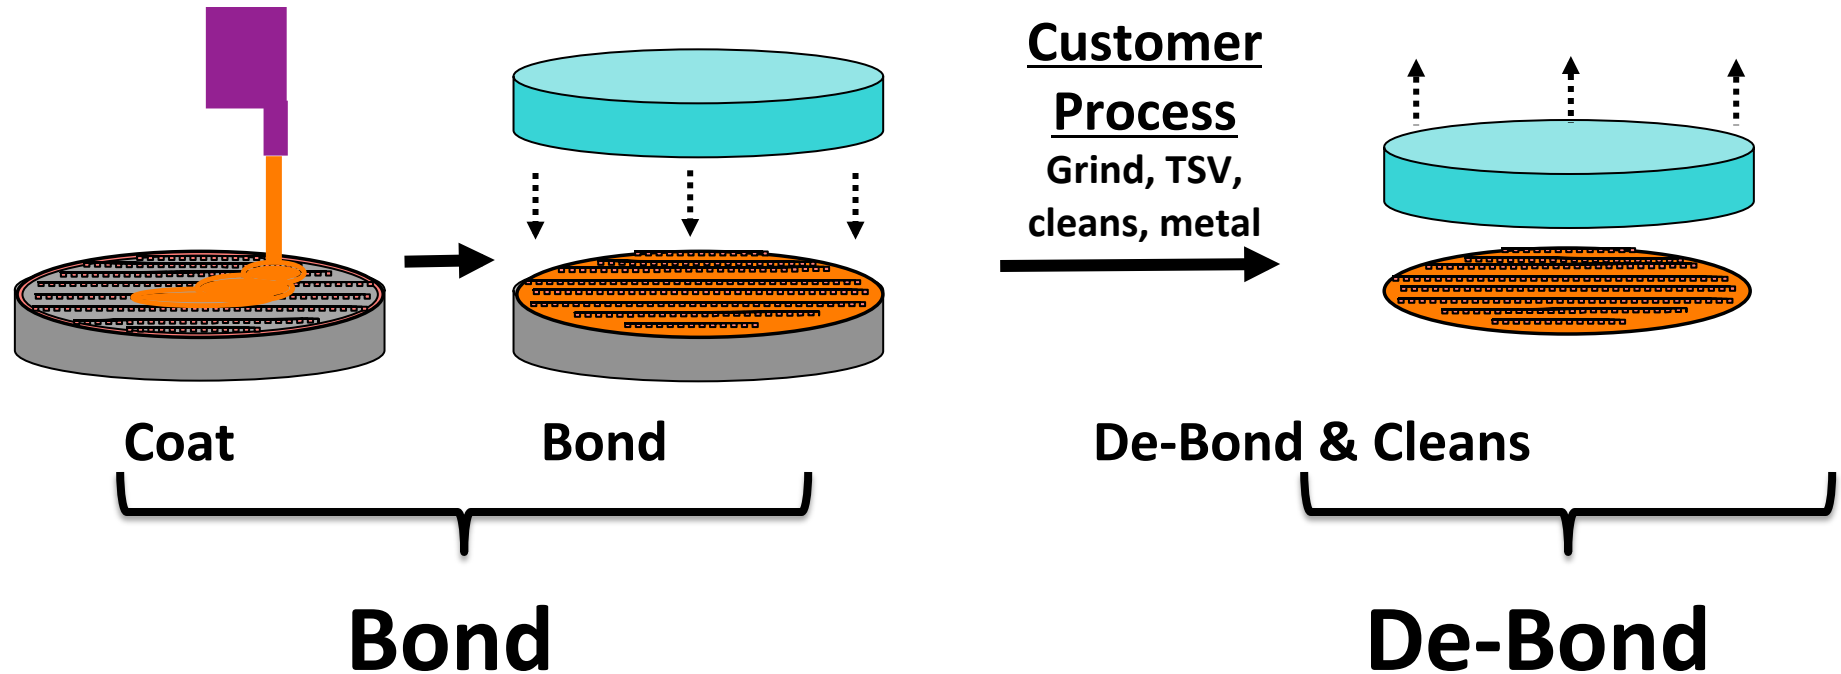 Customer
Process
Grind, TSV,
cleans, metal
Coat
Bond
De-Bond & Cleans
Bond
De-Bond